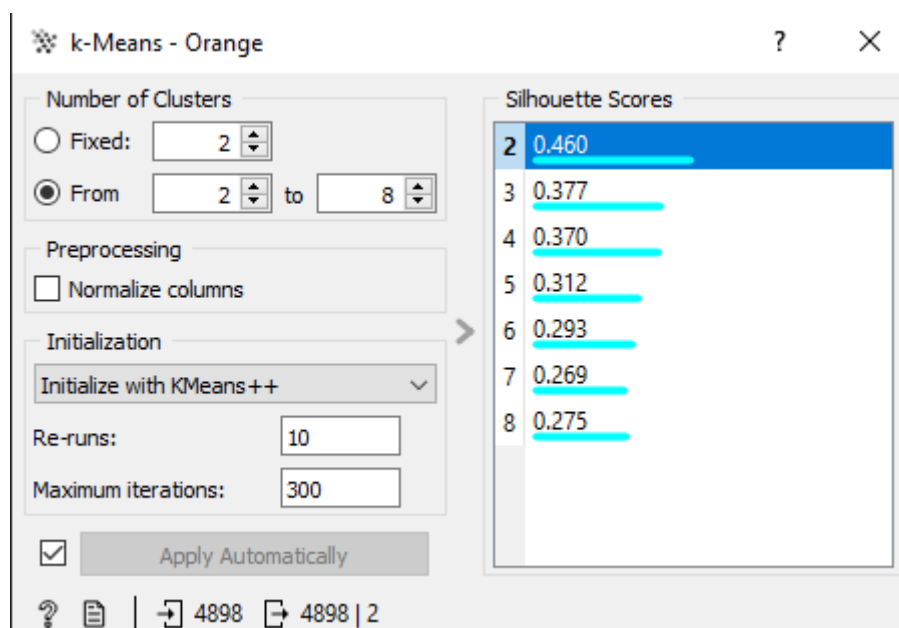 k-Means - Orange ? ×
Number of Clusters
Fixed: 2
From 2 to 8
Preprocessing
Normalize columns
Initialization
Initialize with KMeans++
Re-runs: 10
Maximum iterations: 300
Apply Automatically
? | 4898 4898 | 2
Silhouette Scores
2 0.460
3 0.377
4 0.370
5 0.312
6 0.293
7 0.269
8 0.275